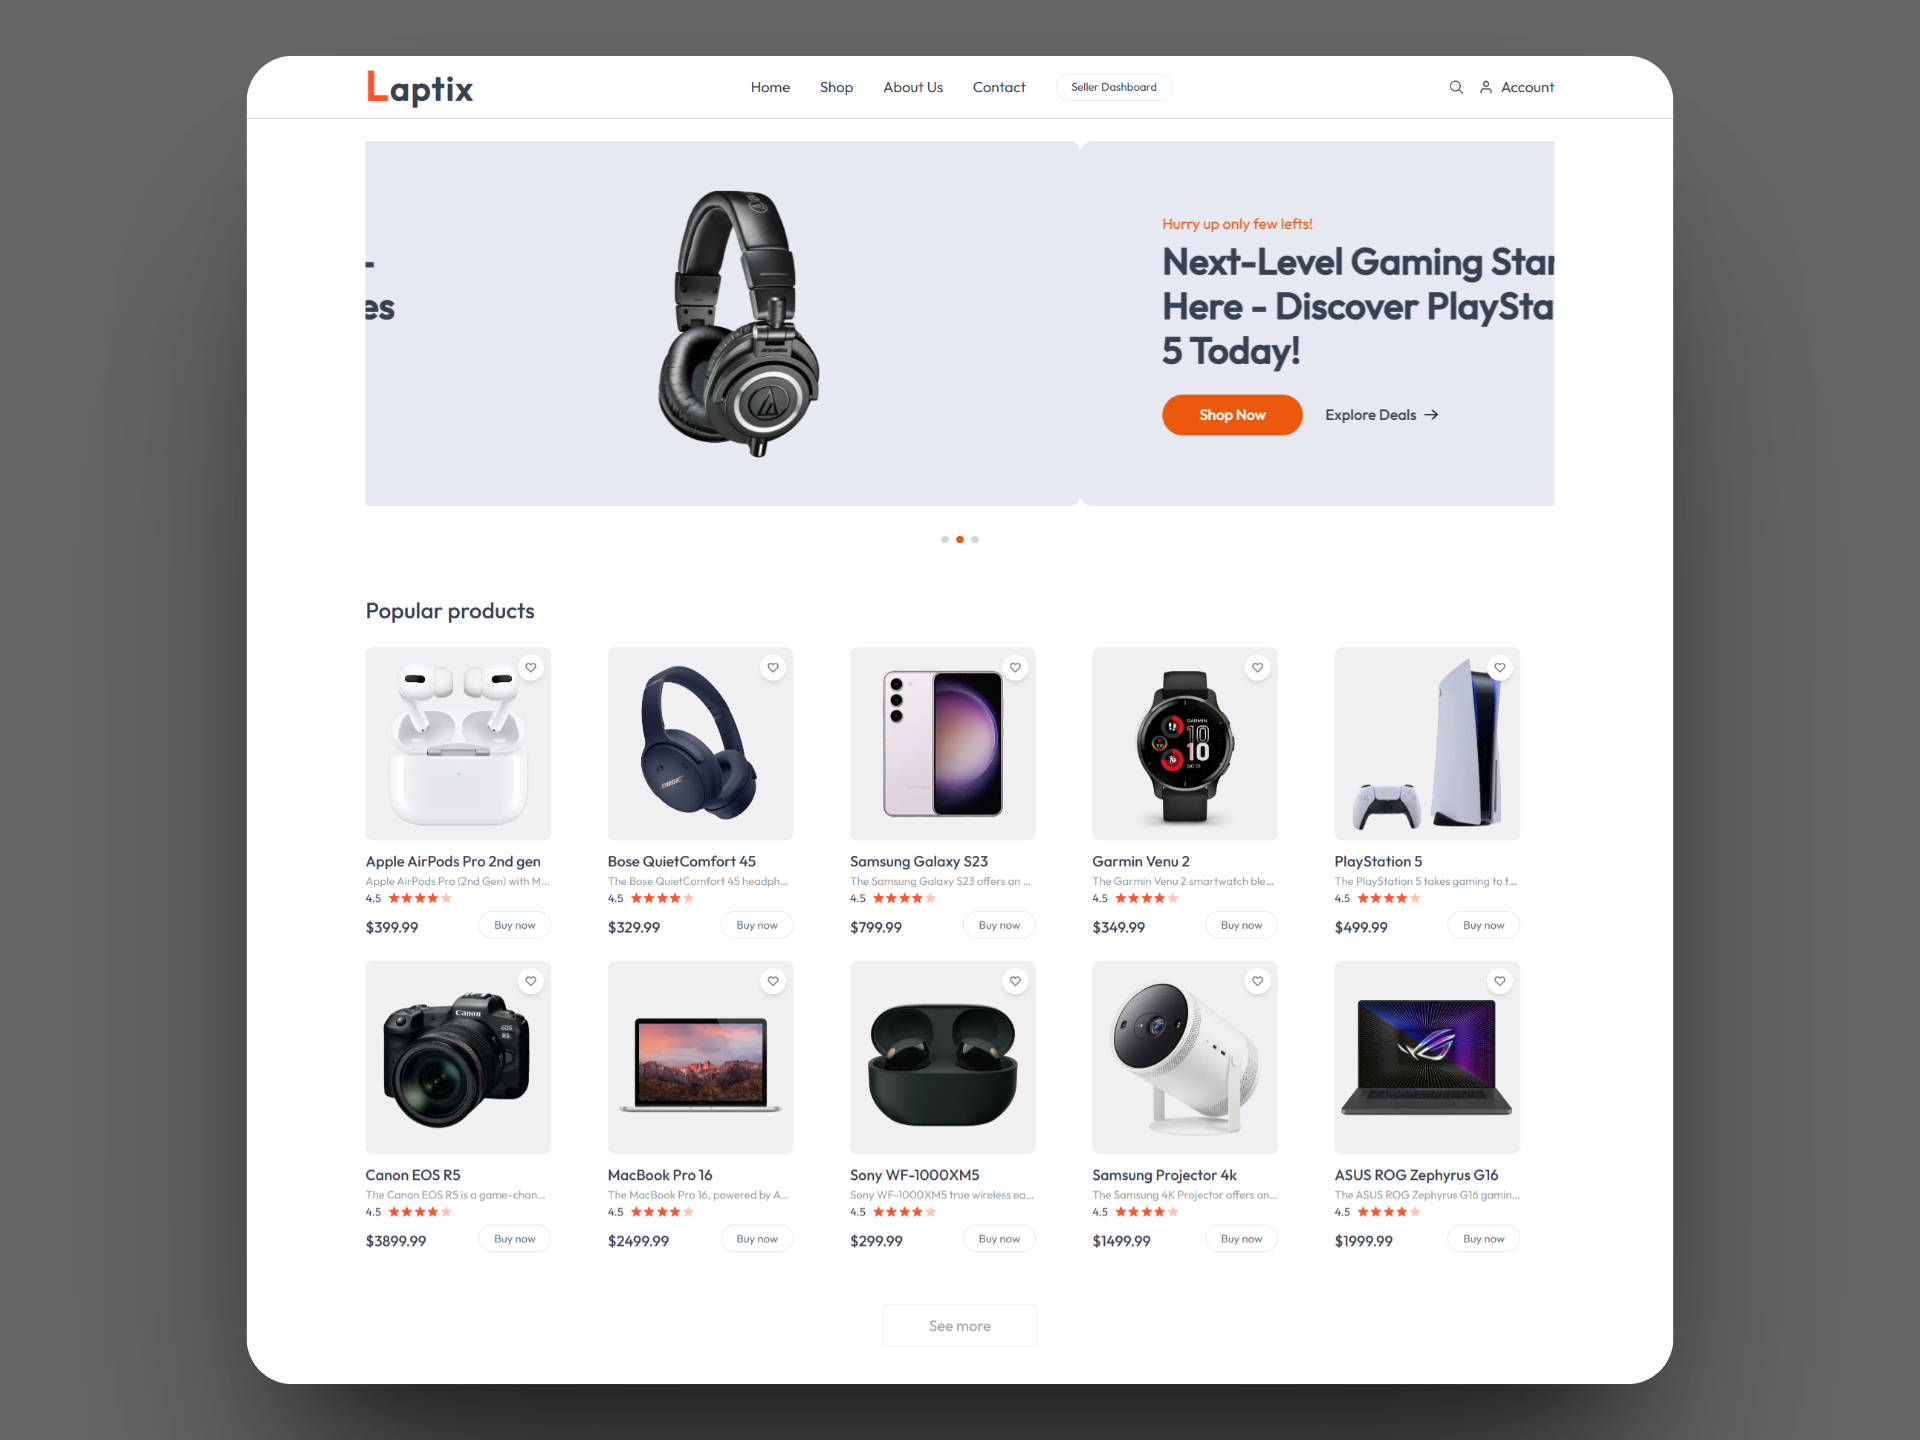 Laptix
Home
Shop
About Us
Contact
Seller Dashboard
Account
-
es
Hurry up only few lefts!
Next-Level Gaming Star
Here - Discover PlaySta
5 Today!
Shop Now
Explore Deals →
Popular products
Apple AirPods Pro 2nd gen
Apple AirPods Pro (2nd Gen) with M...
4.5
$399.99
Buy now
BOSE
Bose QuietComfort 45
The Bose QuietComfort 45 headph...
4.5
$329.99
Buy now
Samsung Galaxy S23
The Samsung Galaxy S23 offers an ...
4.5
$799.99
Buy now
GARMIN
10
10
SAT 01
Garmin Venu 2
The Garmin Venu 2 smartwatch ble...
4.5
$349.99
Buy now
PlayStation 5
The PlayStation 5 takes gaming to t...
4.5
$499.99
Buy now
Canon
EOS
R5
Canon EOS R5
The Canon EOS R5 is a game-chan...
4.5
$3899.99
Buy now
MacBook Pro 16
The MacBook Pro 16, powered by A...
4.5
$2499.99
Buy now
Sony WF-1000XM5
Sony WF-1000XM5 true wireless ea...
4.5
$299.99
Buy now
Samsung Projector 4k
The Samsung 4K Projector offers an...
4.5
$1499.99
Buy now
ASUS ROG Zephyrus G16
The ASUS ROG Zephyrus G16 gamin...
4.5
$1999.99
Buy now
See more